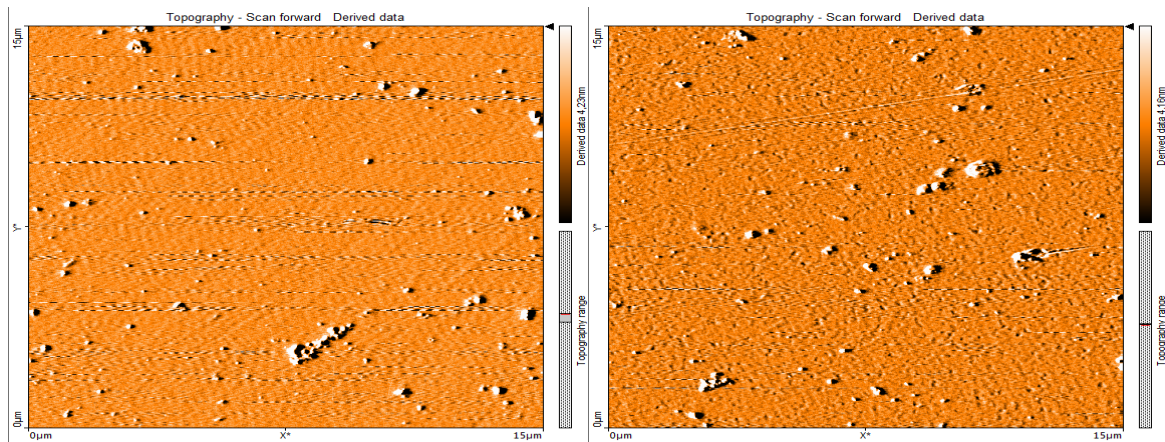 Topography - Scan forward Derived data
15µm
Y*
0µm
0µm
X*
15µm
Derived data 4,23nm
Topography range
Topography - Scan forward Derived data
15µm
Y*
0µm
0µm
X*
15µm
Derived data 4,16nm
Topography range